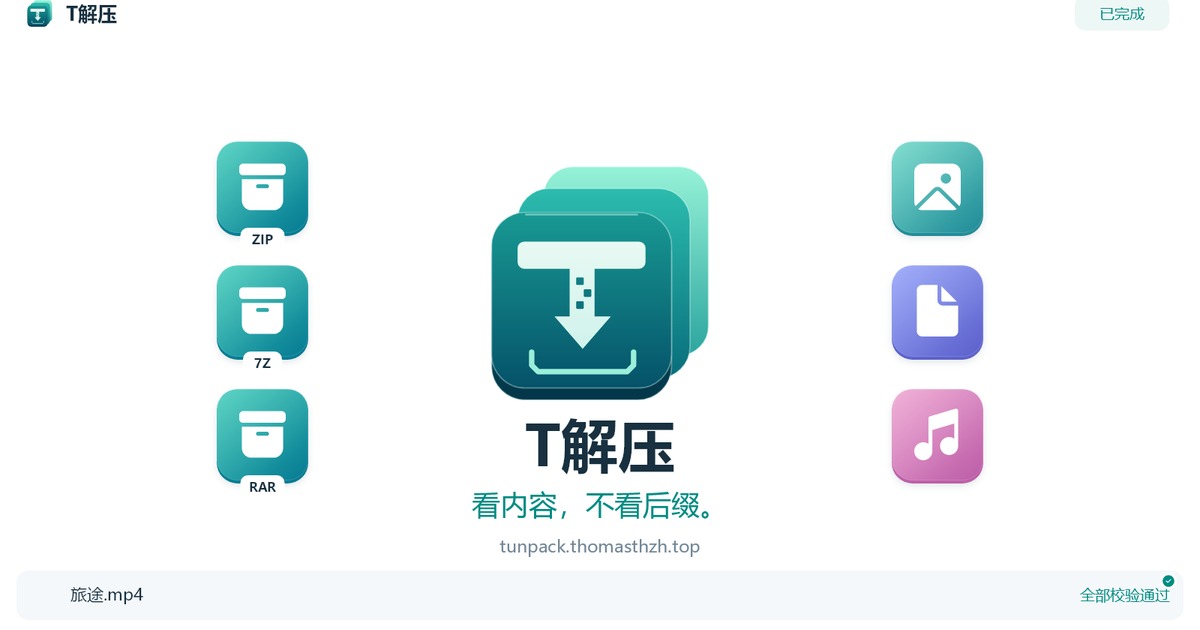 T解压
已完成
ZIP
7Z
RAR
T解压
看内容，不看后缀。
tunpack.thomasthzh.top
旅途.mp4
全部校验通过